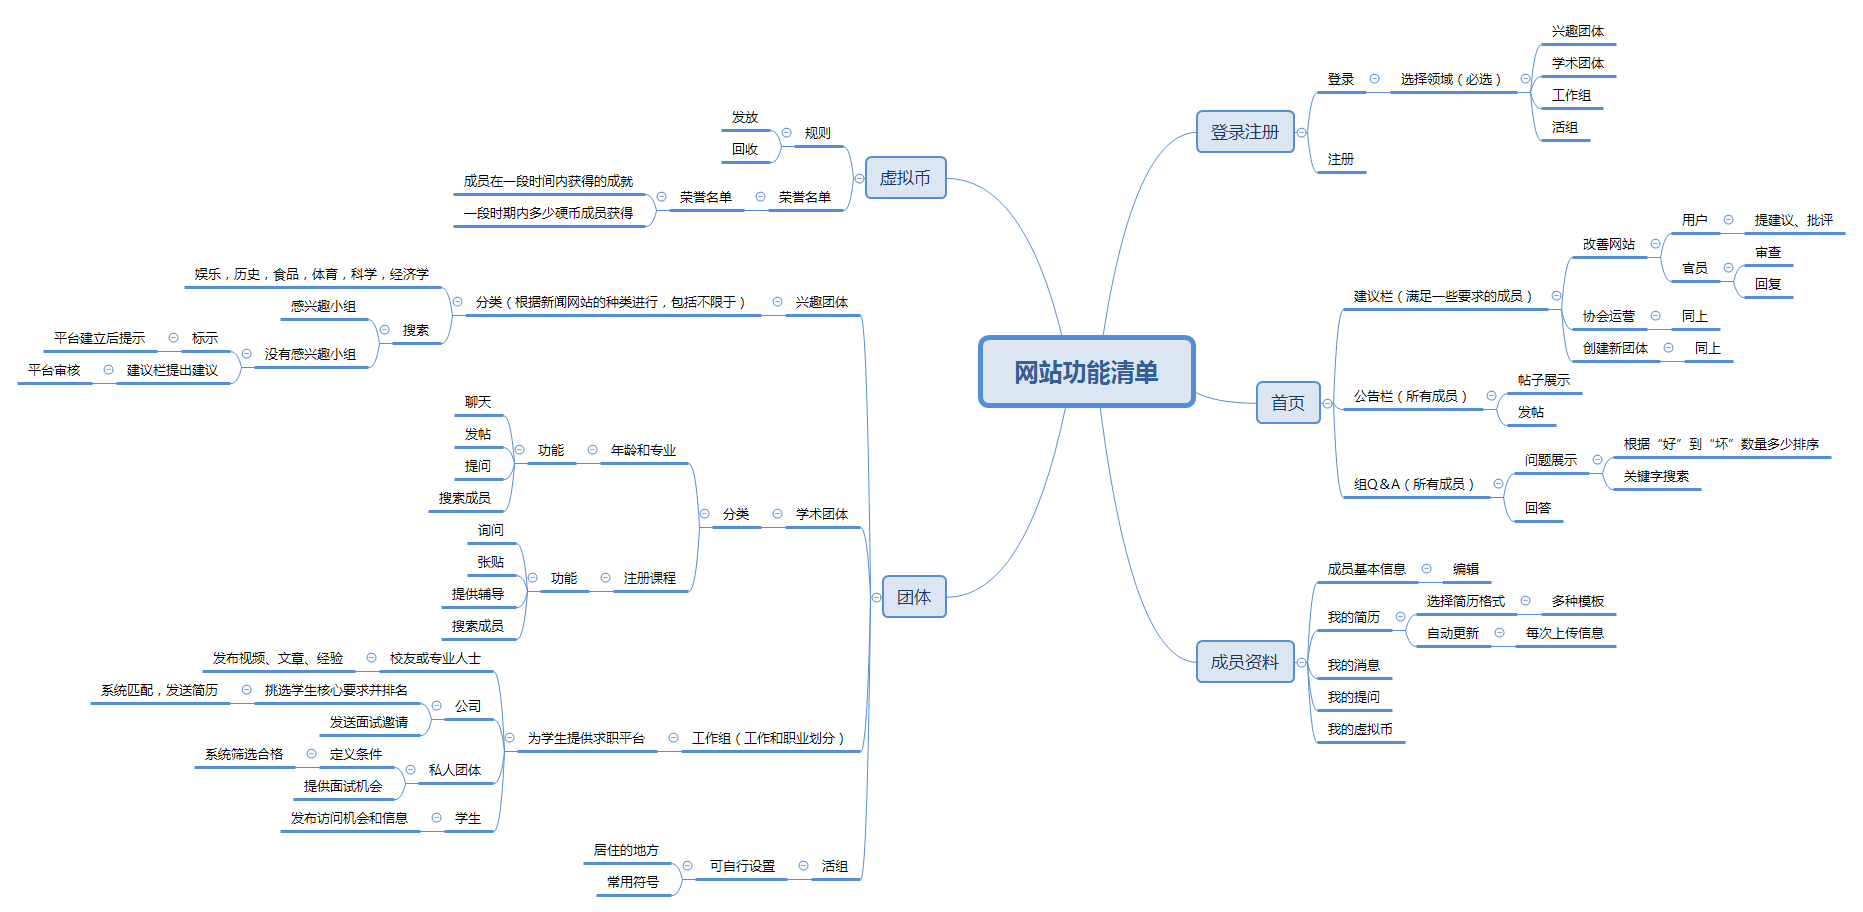 网站功能清单
登录注册
登录
选择领域（必选）
兴趣团体
学术团体
工作组
活组
注册
首页
建议栏（满足一些要求的成员）
改善网站
用户
提建议、批评
官员
审查
回复
协会运营
同上
创建新团体
同上
公告栏（所有成员）
帖子展示
发帖
组Q&A（所有成员）
问题展示
根据“好”到“坏”数量多少排序
关键字搜索
回答
成员资料
成员基本信息
编辑
我的简历
选择简历格式
多种模板
自动更新
每次上传信息
我的消息
我的提问
我的虚拟币
虚拟币
规则
发放
回收
荣誉名单
荣誉名单
成员在一段时间内获得的成就
一段时期内多少硬币成员获得
团体
兴趣团体
分类（根据新闻网站的种类进行，包括不限于）
娱乐，历史，食品，体育，科学，经济学
搜索
感兴趣小组
没有感兴趣小组
标示
平台建立后提示
建议栏提出建议
平台审核
学术团体
分类
年龄和专业
功能
聊天
发帖
提问
搜索成员
注册课程
功能
询问
张贴
提供辅导
搜索成员
工作组（工作和职业划分）
为学生提供求职平台
校友或专业人士
发布视频、文章、经验
公司
挑选学生核心要求并排名
系统匹配，发送简历
发送面试邀请
私人团体
定义条件
系统筛选合格
提供面试机会
学生
发布访问机会和信息
活组
可自行设置
居住的地方
常用符号